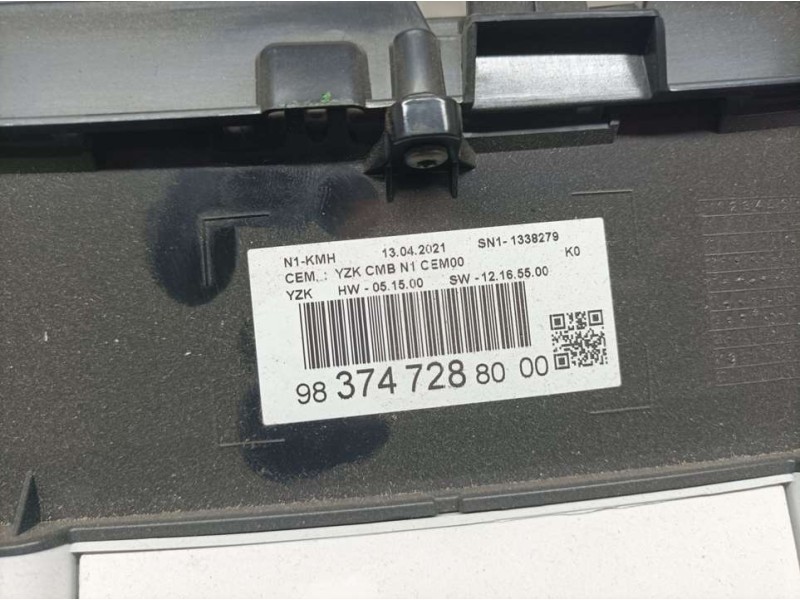 N1-KMH 13.04.2021 SN1- 1338279
CEM. : YZK CMB N1 CEM00 K0
YZK HW - 05.15.00 SW -12.16.55.00
98 374 728 80 00